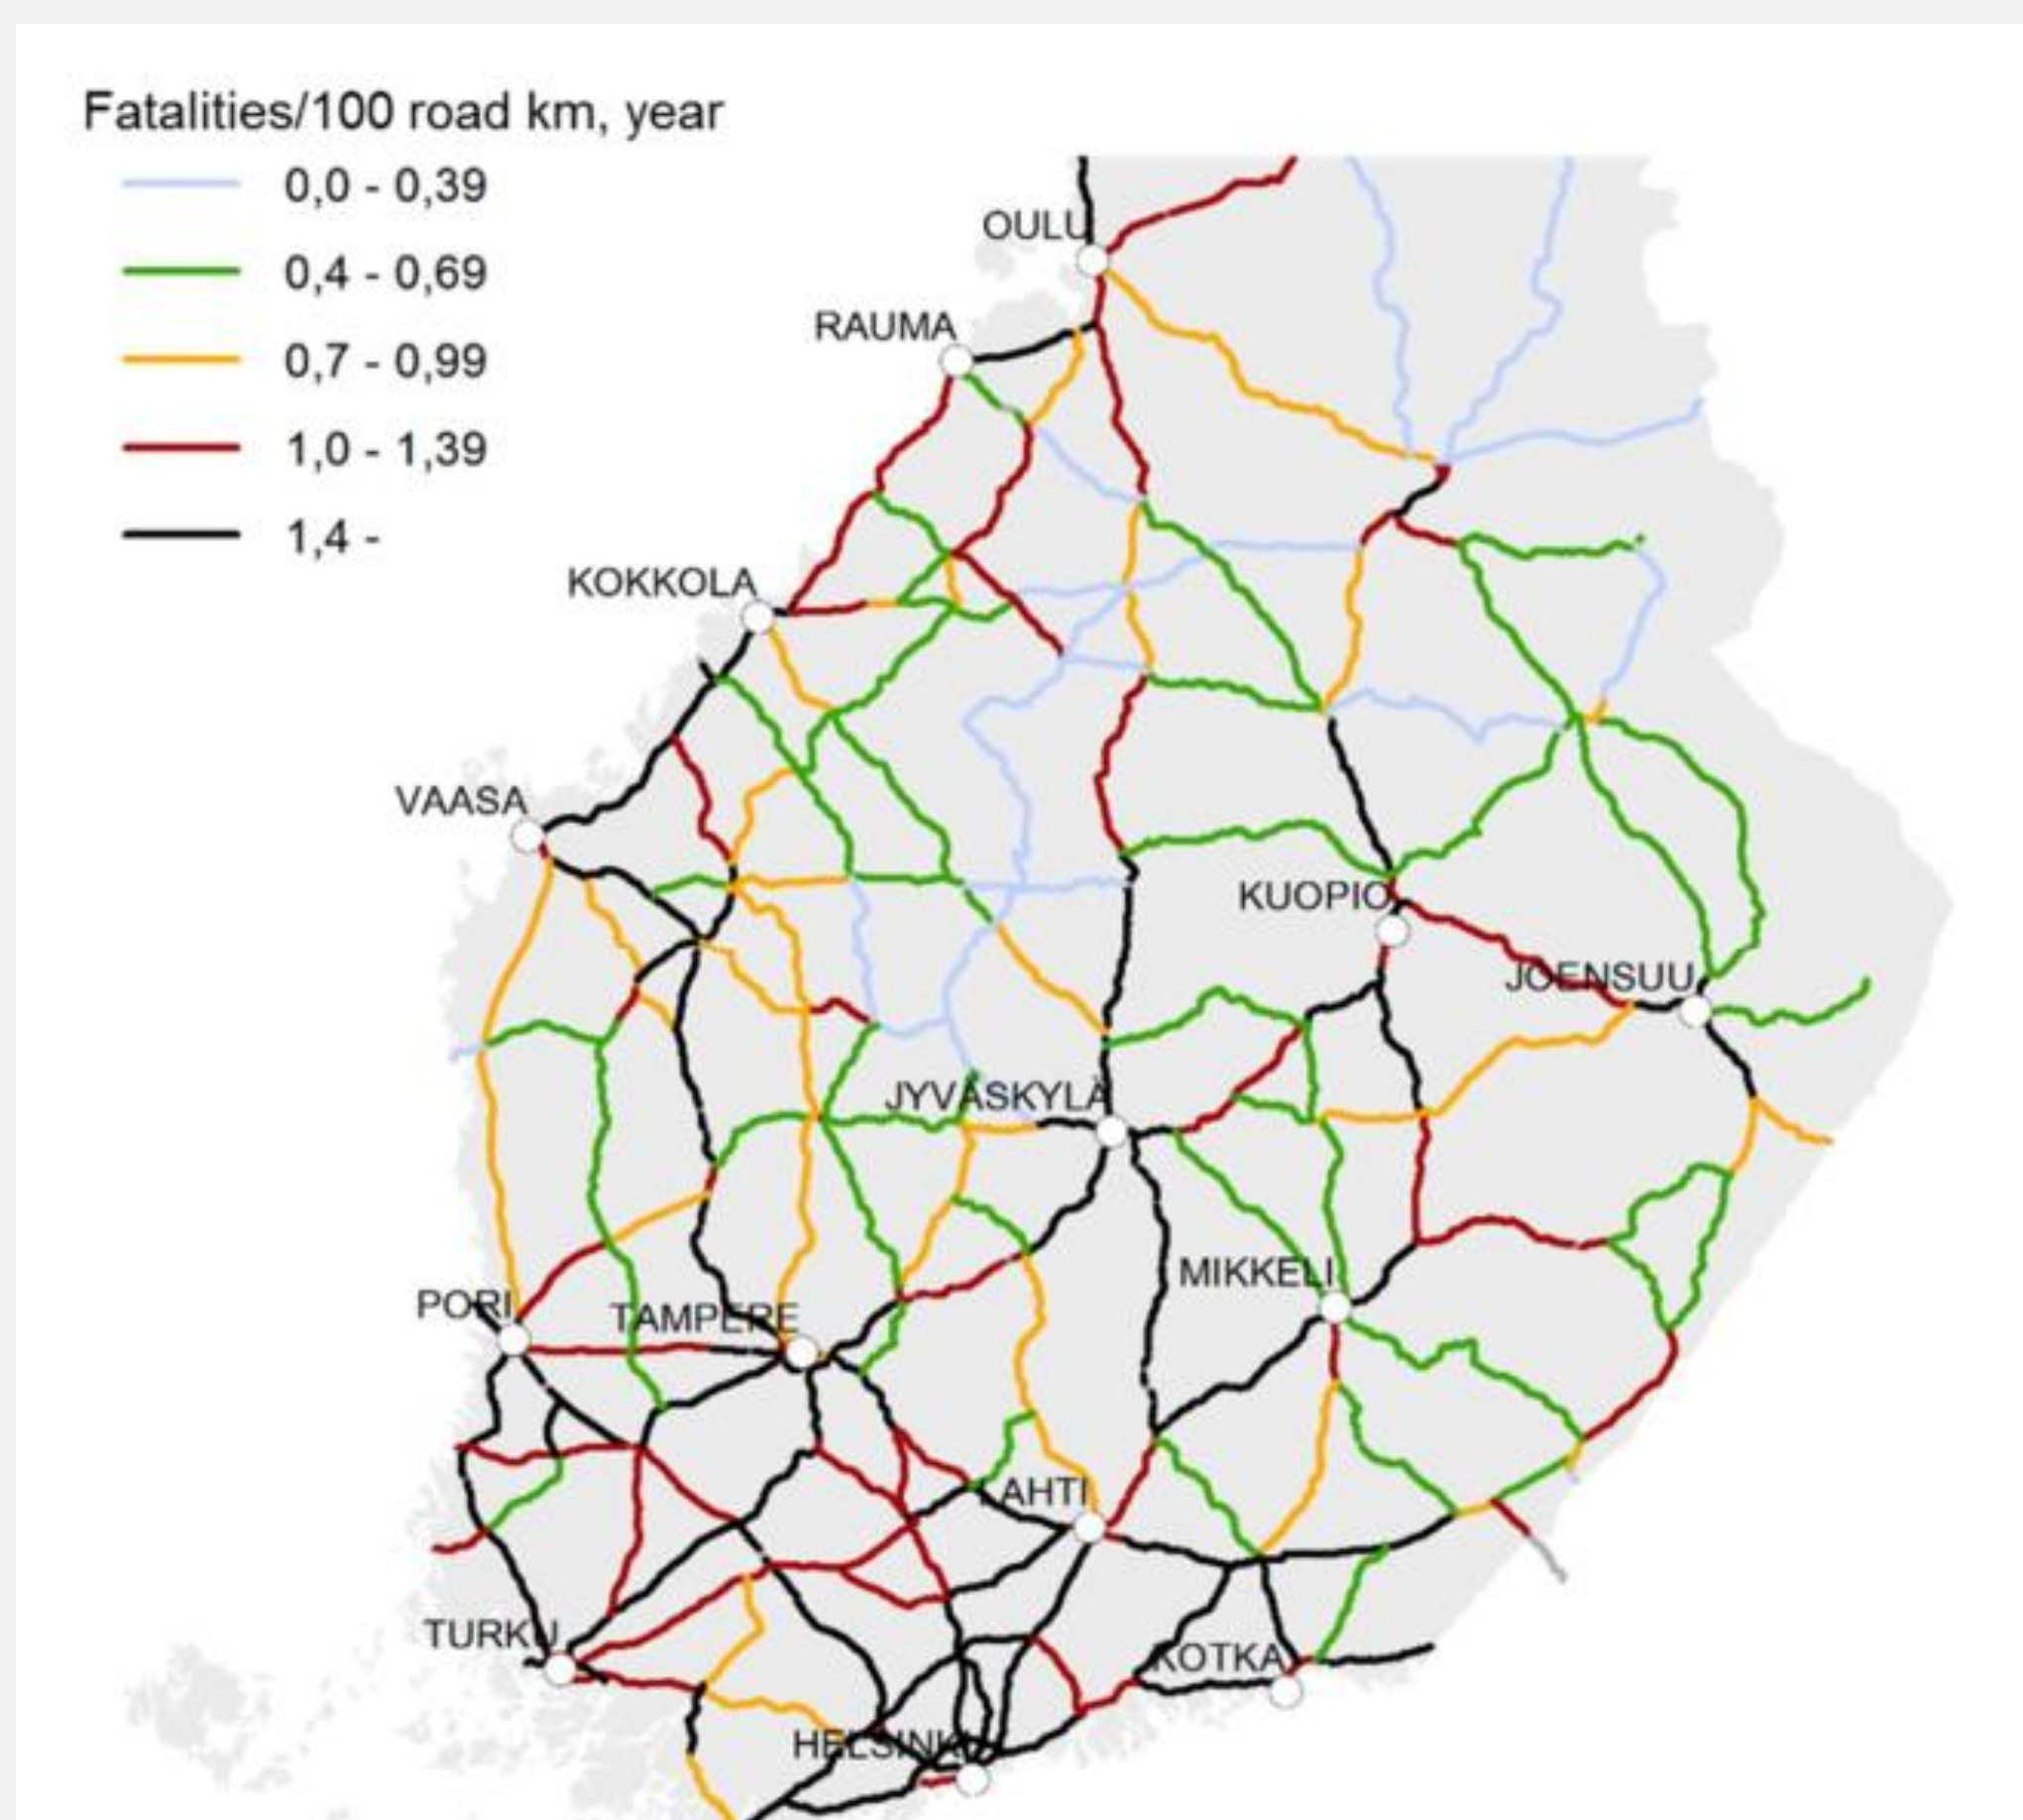 Fatalities/100 road km, year
0,0 - 0,39
0,4 - 0,69
0,7 - 0,99
1,0 - 1,39
1,4 -
OULU
RAUMA
KOKKOLA
VAASA
KUOPIO
JOENSUU
JYVÄSKYLÄ
MIKKELI
PORI
TAMPERE
LAHTI
TURKU
KOTKA
HELSINKI